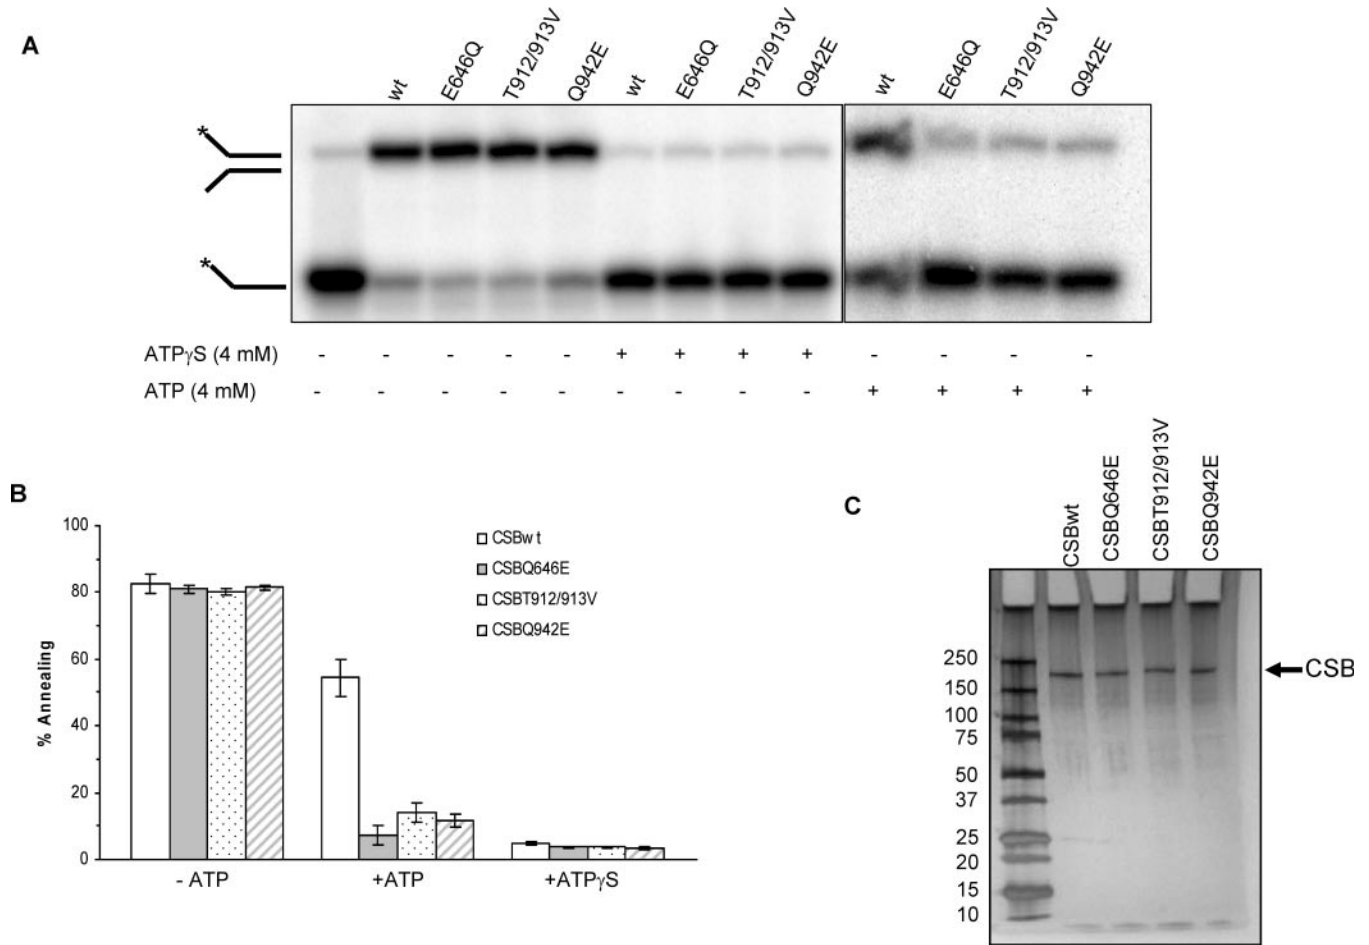 A
wt E646Q T912/913V Q942E wt E646Q T912/913V Q942E wt E646Q T912/913V Q942E
*
*
ATPγS (4 mM) - - - - - + + + + - - - -
ATP (4 mM) - - - - - - - - - + + + +
B
100
80
60
40
20
0
% Annealing
CSBwt
CSBQ646E
CSBT912/913V
CSBQ942E
- ATP +ATP +ATPγS
C
CSBwt CSBQ646E CSBT912/913V CSBQ942E
250
150
100
75
50
37
25
20
15
10
CSB